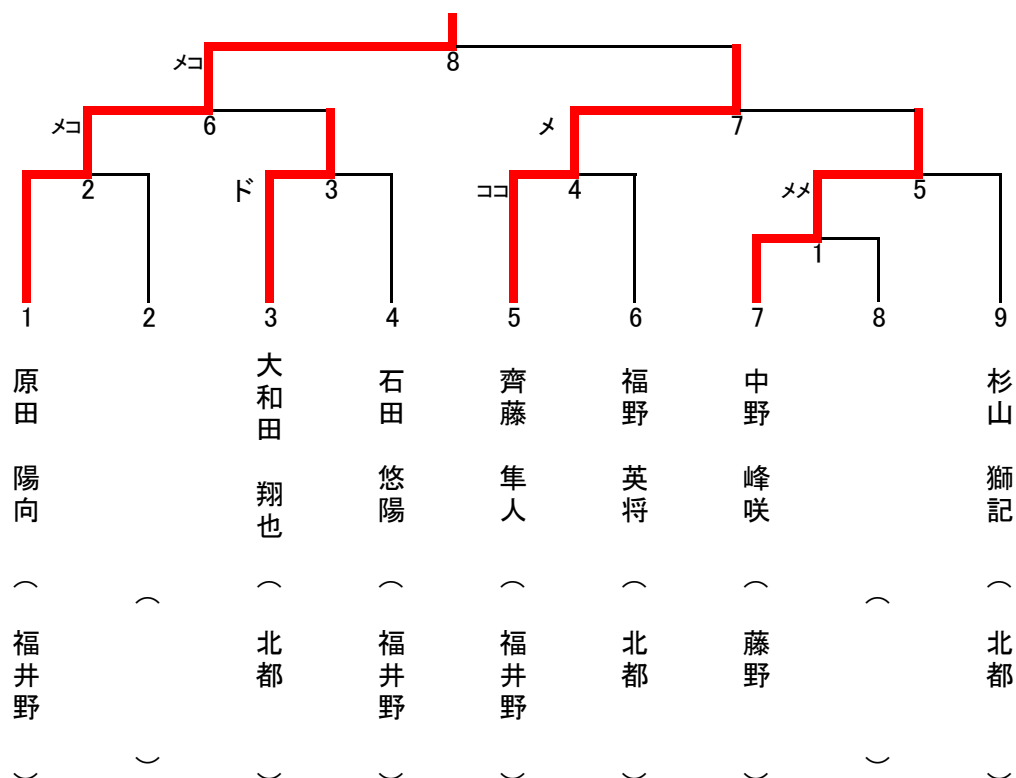 8
メコ
6
メコ
7
メ
2
3
ド
4
ココ
5
メメ
1
1
2
3
4
5
6
7
8
9
原田 陽向 (福井野)
( )
大和田 翔也 (北都)
石田 悠陽 (福井野)
齊藤 隼人 (福井野)
福野 英将 (北都)
中野 峰咲 (藤野)
( )
杉山 獅記 (北都)